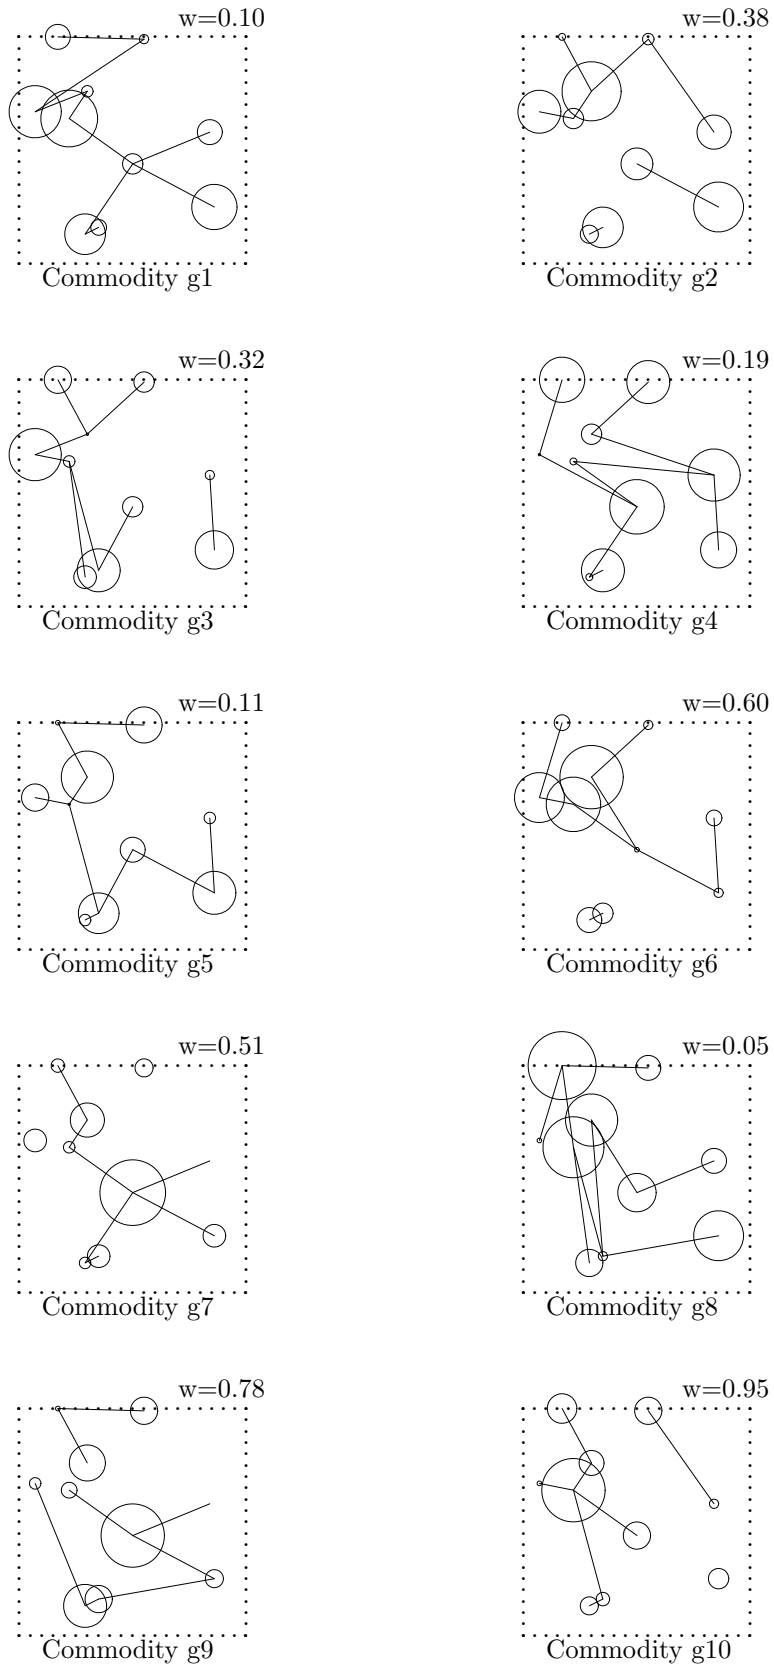 w=0.10
w=0.38
Commodity g1
Commodity g2
w=0.32
w=0.19
Commodity g3
Commodity g4
w=0.11
w=0.60
Commodity g5
Commodity g6
w=0.51
w=0.05
Commodity g7
Commodity g8
w=0.78
w=0.95
Commodity g9
Commodity g10